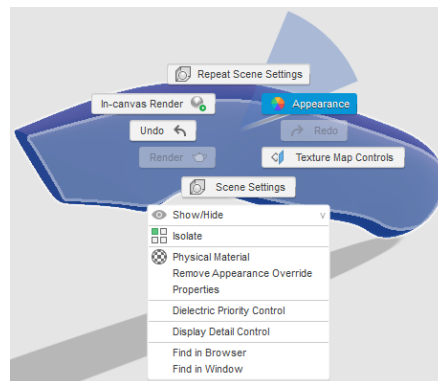 Repeat Scene Settings
In-canvas Render
Appearance
Undo
Redo
Render
Texture Map Controls
Scene Settings
Show/Hide v
Isolate
Physical Material
Remove Appearance Override
Properties
Dielectric Priority Control
Display Detail Control
Find in Browser
Find in Window